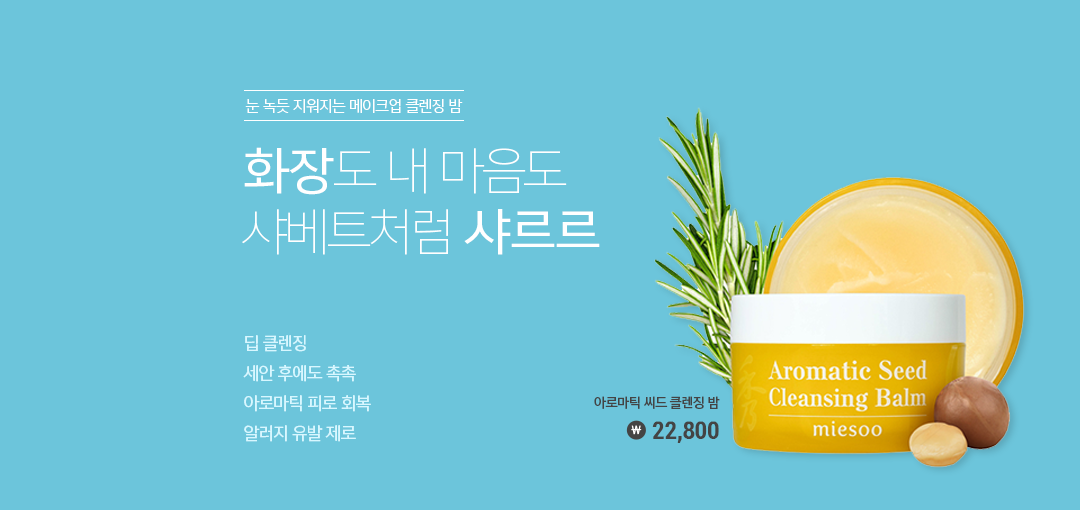 눈 녹듯 지워지는 메이크업 클렌징 밤
화장도 내 마음도
샤베트처럼 샤르르
딥 클렌징
세안 후에도 촉촉
아로마틱 피로 회복
알러지 유발 제로
아로마틱 씨드 클렌징 밤
₩ 22,800
Aromatic Seed
Cleansing Balm
miesoo